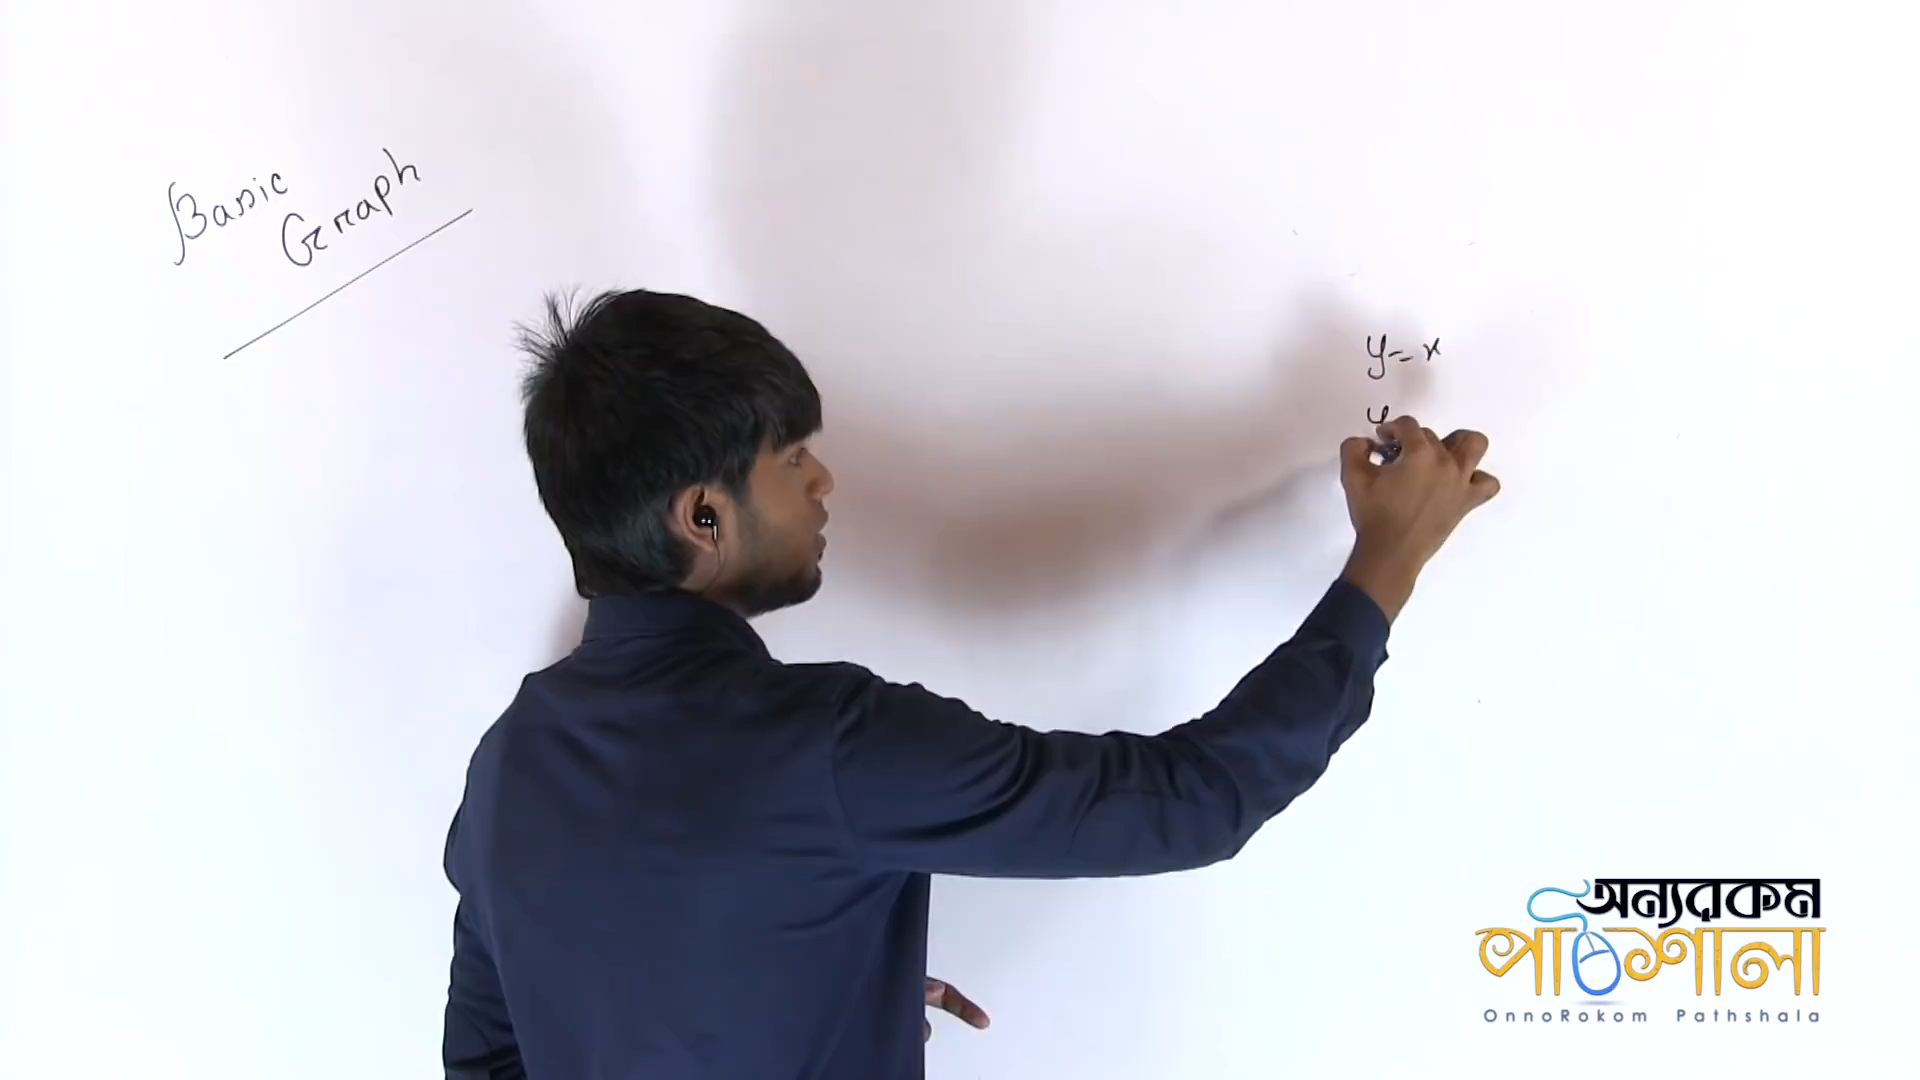 Basic
Graph
y = x
y
অন্যরকম
পাঠশালা
OnnoRokom Pathshala